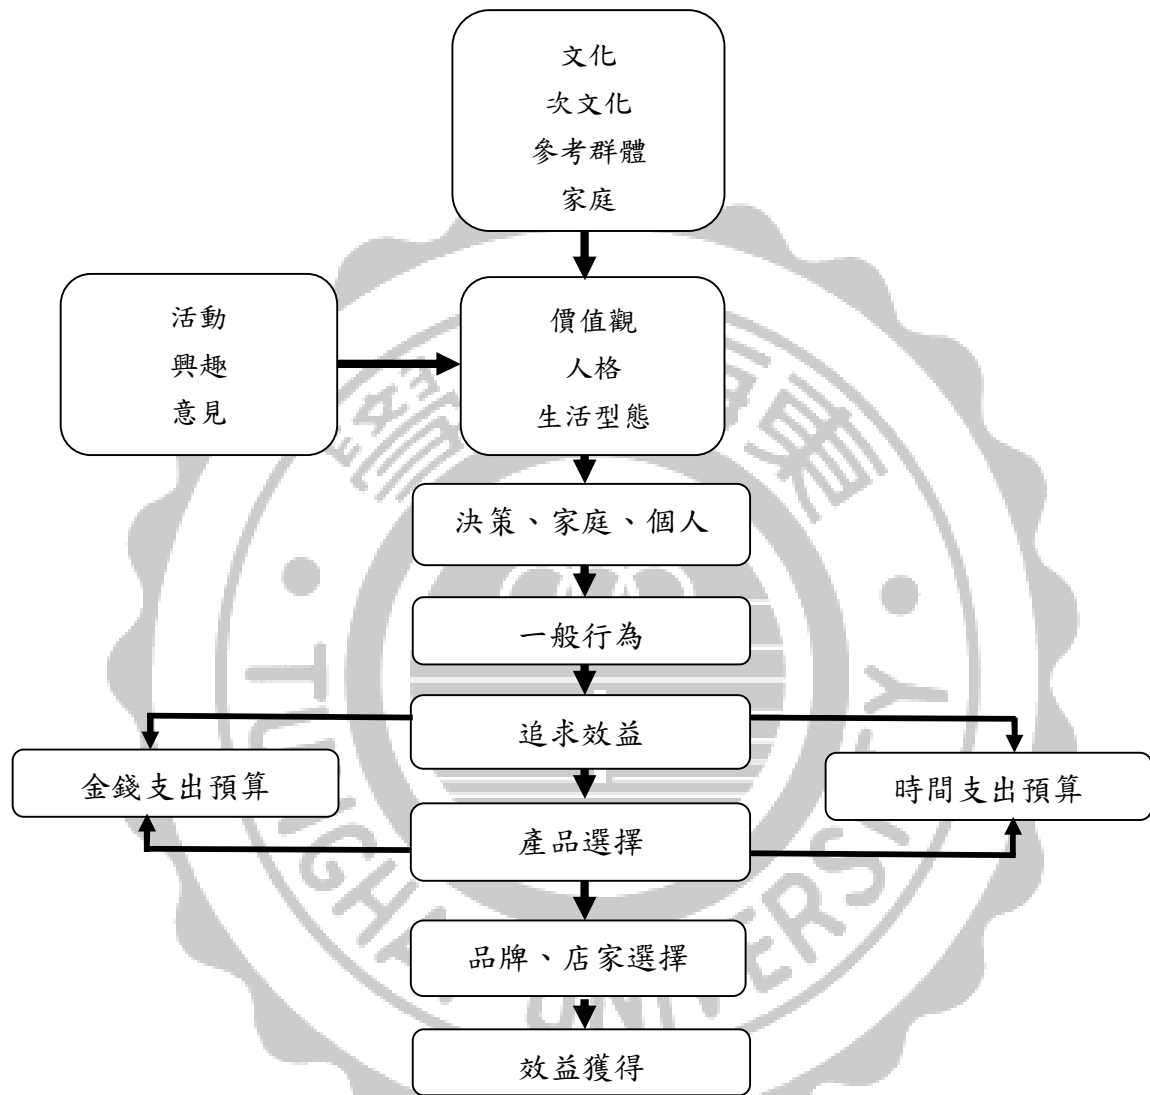 文化
次文化
參考群體
家庭
活動
興趣
意見
價值觀
人格
生活型態
決策、家庭、個人
一般行為
追求效益
金錢支出預算
時間支出預算
產品選擇
品牌、店家選擇
效益獲得
TUNGHAI UNIVERSITY